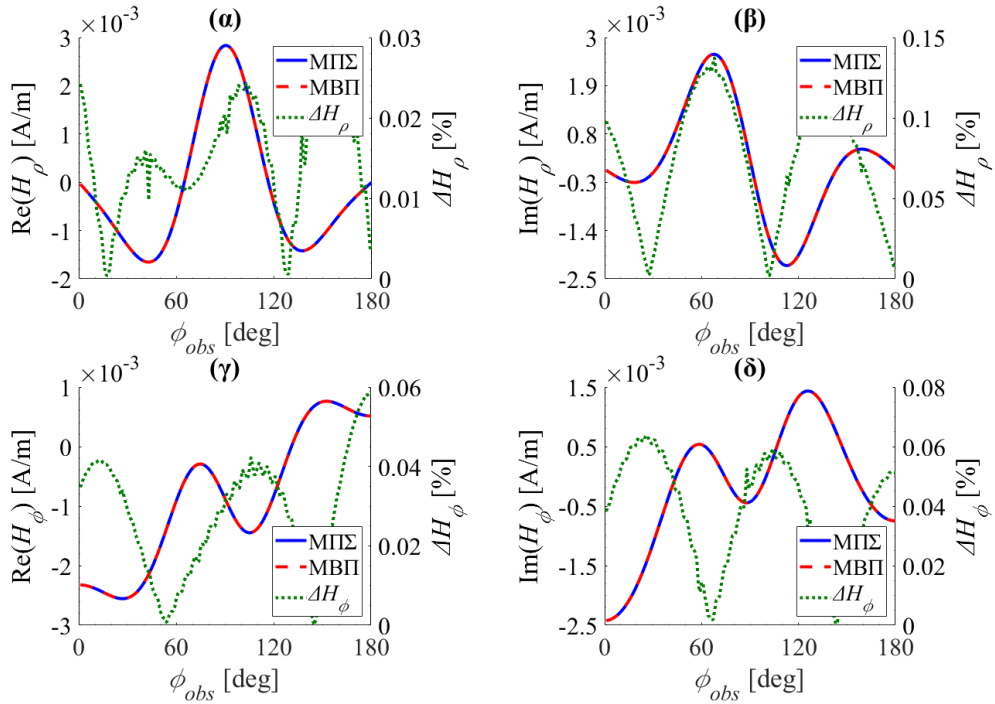 (α)
×10⁻³
3
2
1
0
-1
-2
Re(H_ρ) [A/m]
0.03
0.02
0.01
0
ΔH_ρ [%]
ΜΠΣ
ΜΒΠ
ΔH_ρ
0 60 120 180
ϕ_obs [deg]
(β)
×10⁻³
3
1.9
0.8
-0.3
-1.4
-2.5
Im(H_ρ) [A/m]
0.15
0.1
0.05
0
ΔH_ρ [%]
ΜΠΣ
ΜΒΠ
ΔH_ρ
0 60 120 180
ϕ_obs [deg]
(γ)
×10⁻³
1
0
-1
-2
-3
Re(H_ϕ) [A/m]
0.06
0.04
0.02
0
ΔH_ϕ [%]
ΜΠΣ
ΜΒΠ
ΔH_ϕ
0 60 120 180
ϕ_obs [deg]
(δ)
×10⁻³
1.5
0.5
-0.5
-1.5
-2.5
Im(H_ϕ) [A/m]
0.08
0.06
0.04
0.02
0
ΔH_ϕ [%]
ΜΠΣ
ΜΒΠ
ΔH_ϕ
0 60 120 180
ϕ_obs [deg]